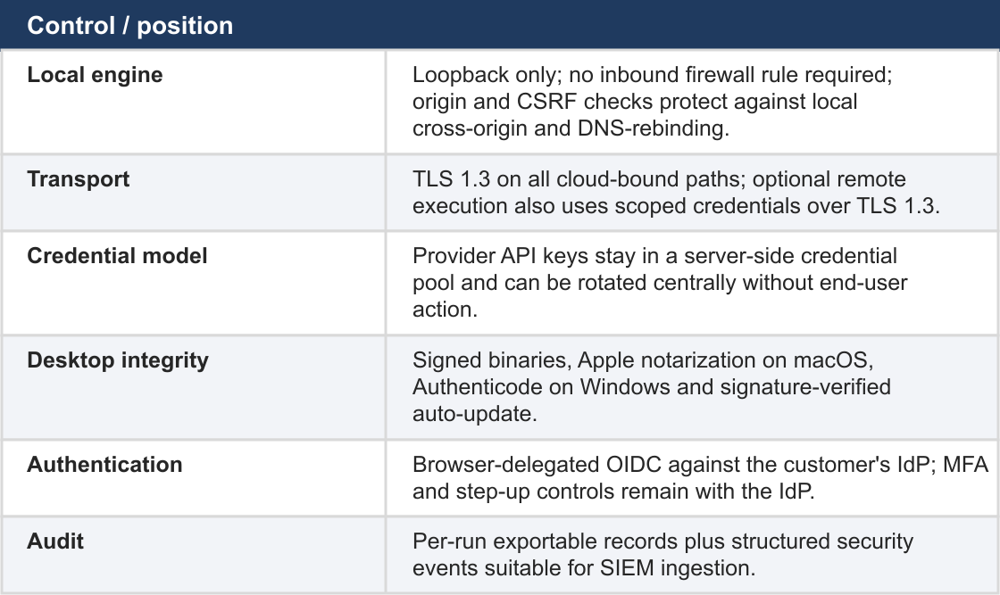 Control / position
Local engine
Loopback only; no inbound firewall rule required;
origin and CSRF checks protect against local
cross-origin and DNS-rebinding.
Transport
TLS 1.3 on all cloud-bound paths; optional remote
execution also uses scoped credentials over TLS 1.3.
Credential model
Provider API keys stay in a server-side credential
pool and can be rotated centrally without end-user
action.
Desktop integrity
Signed binaries, Apple notarization on macOS,
Authenticode on Windows and signature-verified
auto-update.
Authentication
Browser-delegated OIDC against the customer's IdP; MFA
and step-up controls remain with the IdP.
Audit
Per-run exportable records plus structured security
events suitable for SIEM ingestion.